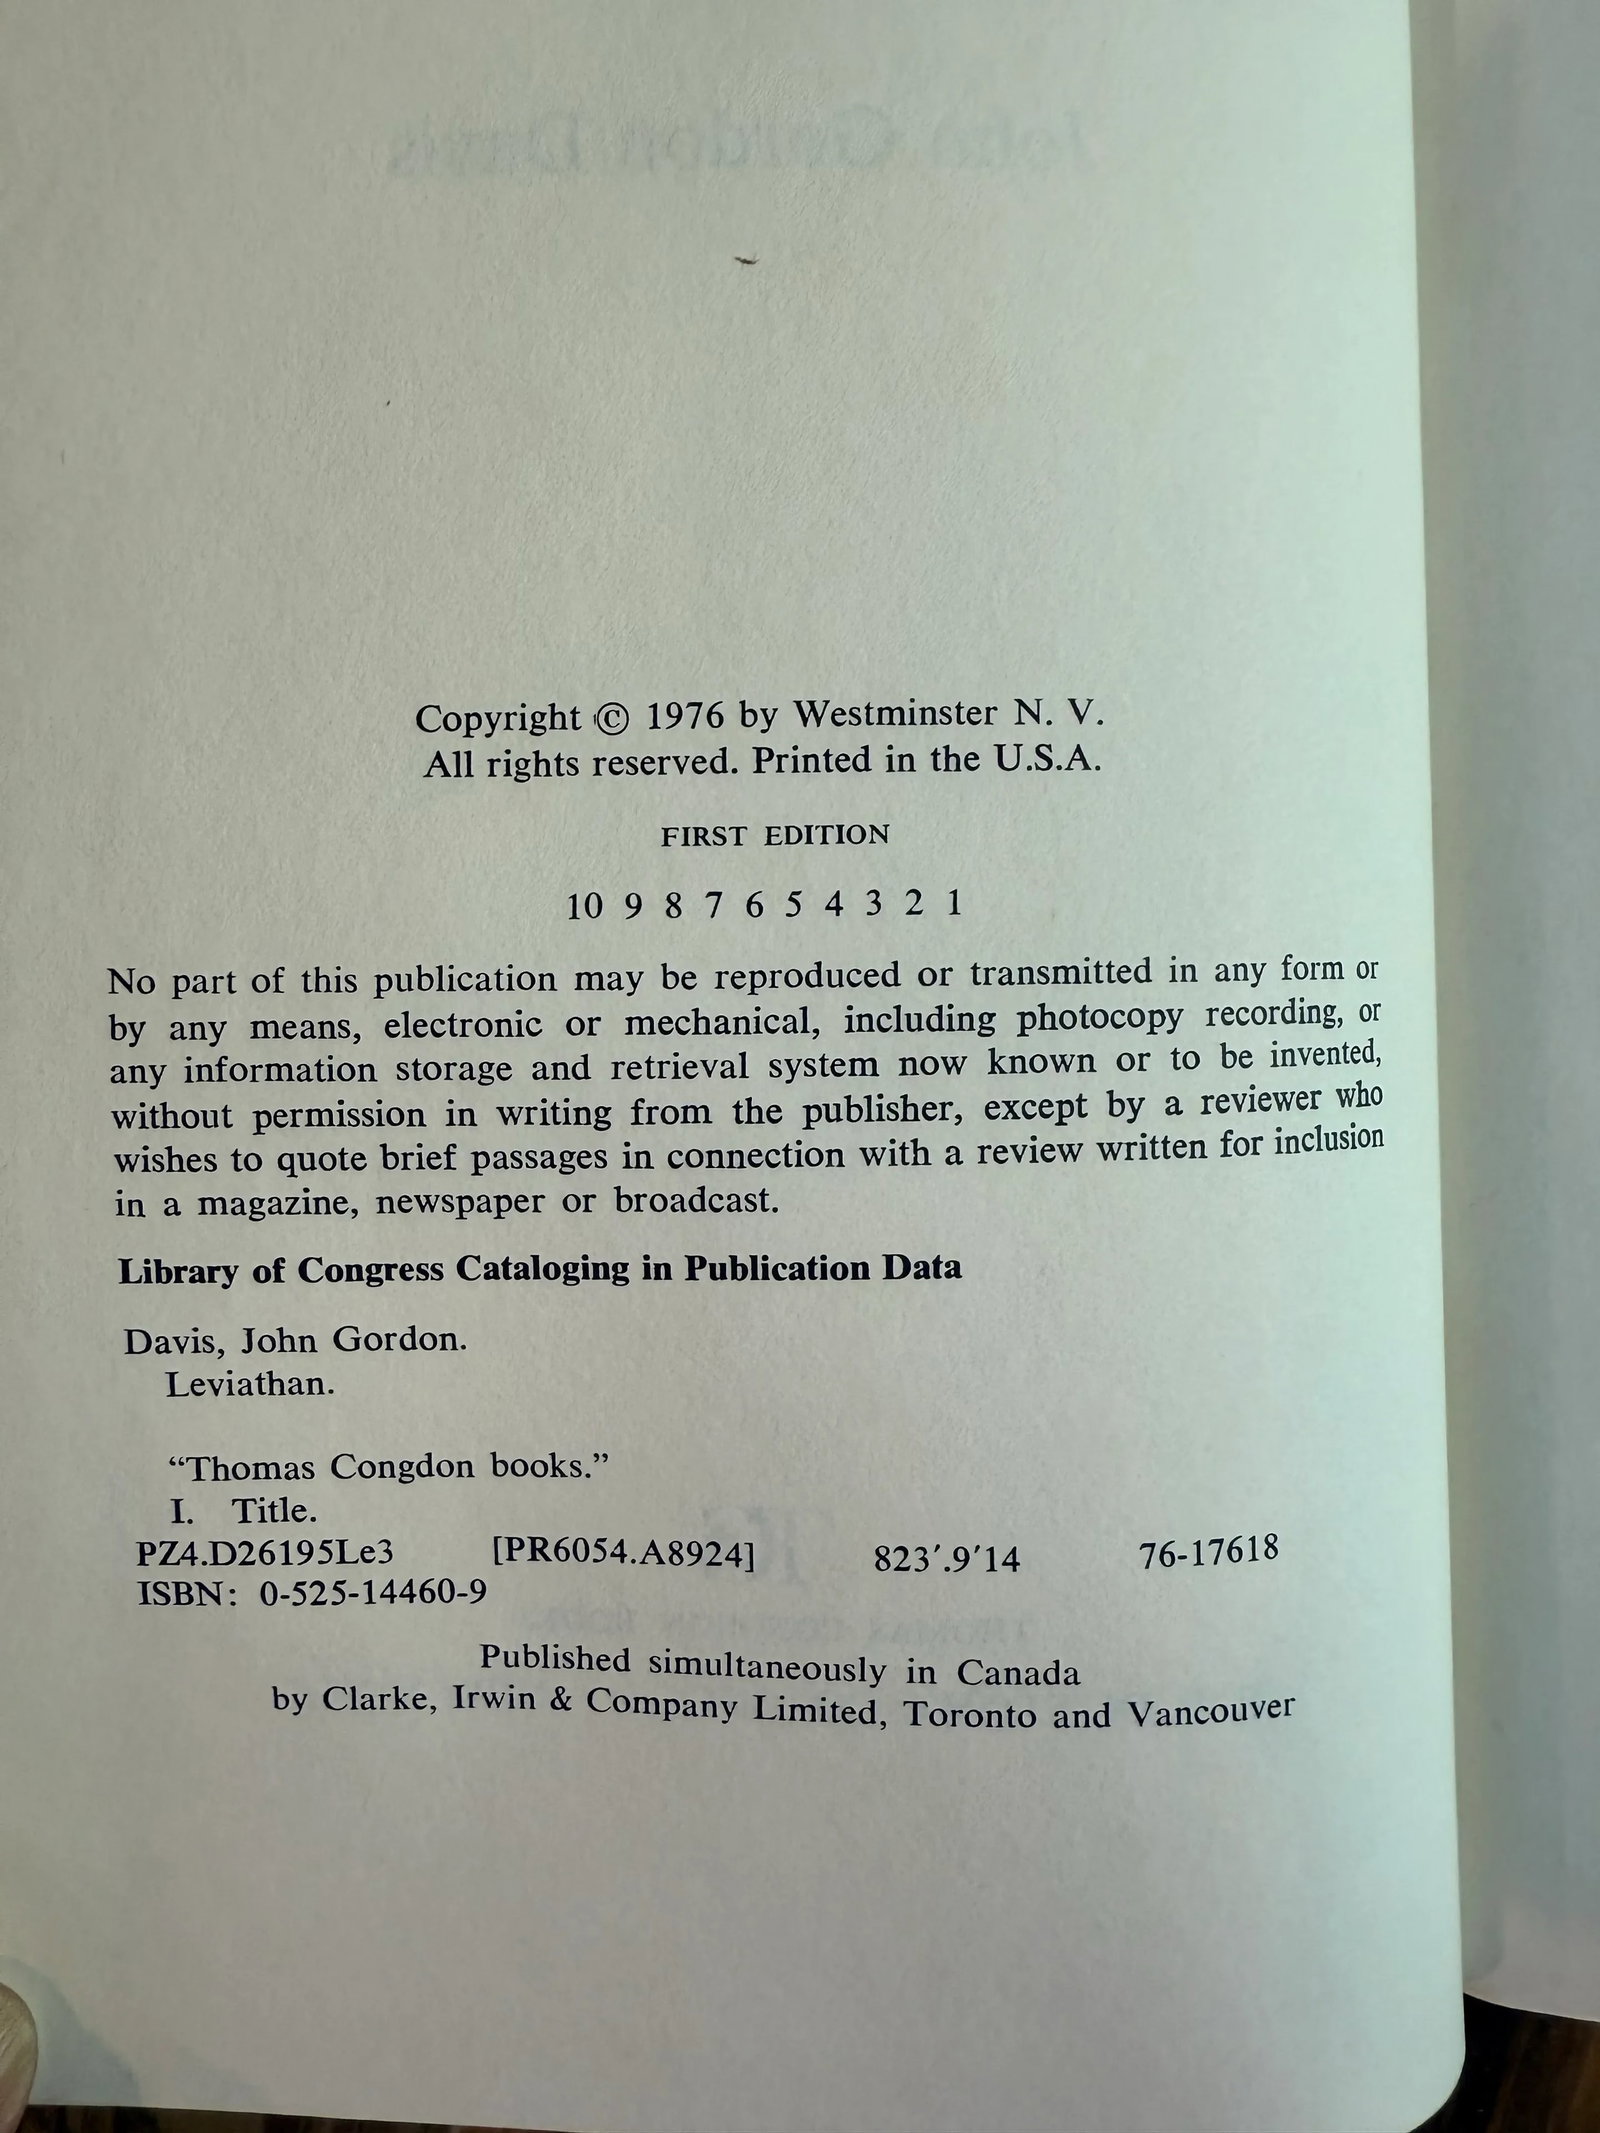 Copyright © 1976 by Westminster N. V.
All rights reserved. Printed in the U.S.A.
FIRST EDITION
10 9 8 7 6 5 4 3 2 1
No part of this publication may be reproduced or transmitted in any form or
by any means, electronic or mechanical, including photocopy recording, or
any information storage and retrieval system now known or to be invented,
without permission in writing from the publisher, except by a reviewer who
wishes to quote brief passages in connection with a review written for inclusion
in a magazine, newspaper or broadcast.
Library of Congress Cataloging in Publication Data
Davis, John Gordon.
Leviathan.
“Thomas Congdon books.”
I. Title.
PZ4.D26195Le3 [PR6054.A8924] 823′.9′14 76-17618
ISBN: 0-525-14460-9
Published simultaneously in Canada
by Clarke, Irwin & Company Limited, Toronto and Vancouver